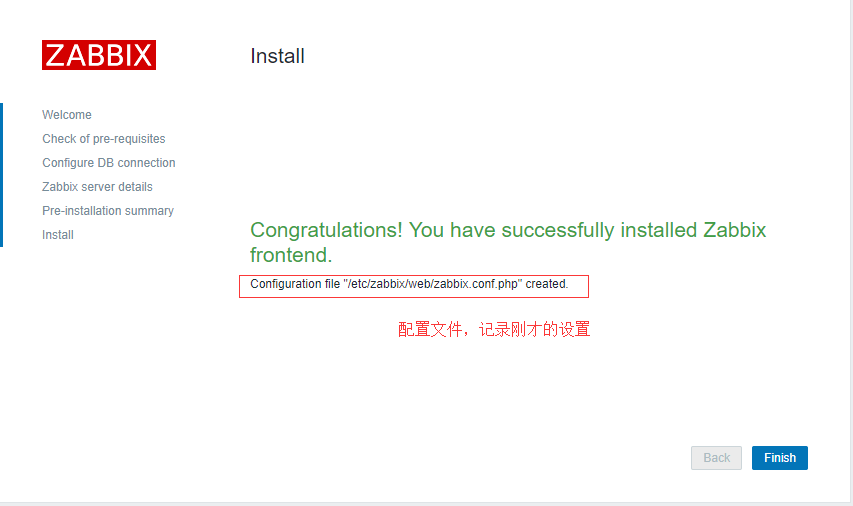 ZABBIX
Install
Welcome
Check of pre-requisites
Configure DB connection
Zabbix server details
Pre-installation summary
Install
Congratulations! You have successfully installed Zabbix
frontend.
Configuration file "/etc/zabbix/web/zabbix.conf.php" created.
配置文件，记录刚才的设置
Back
Finish